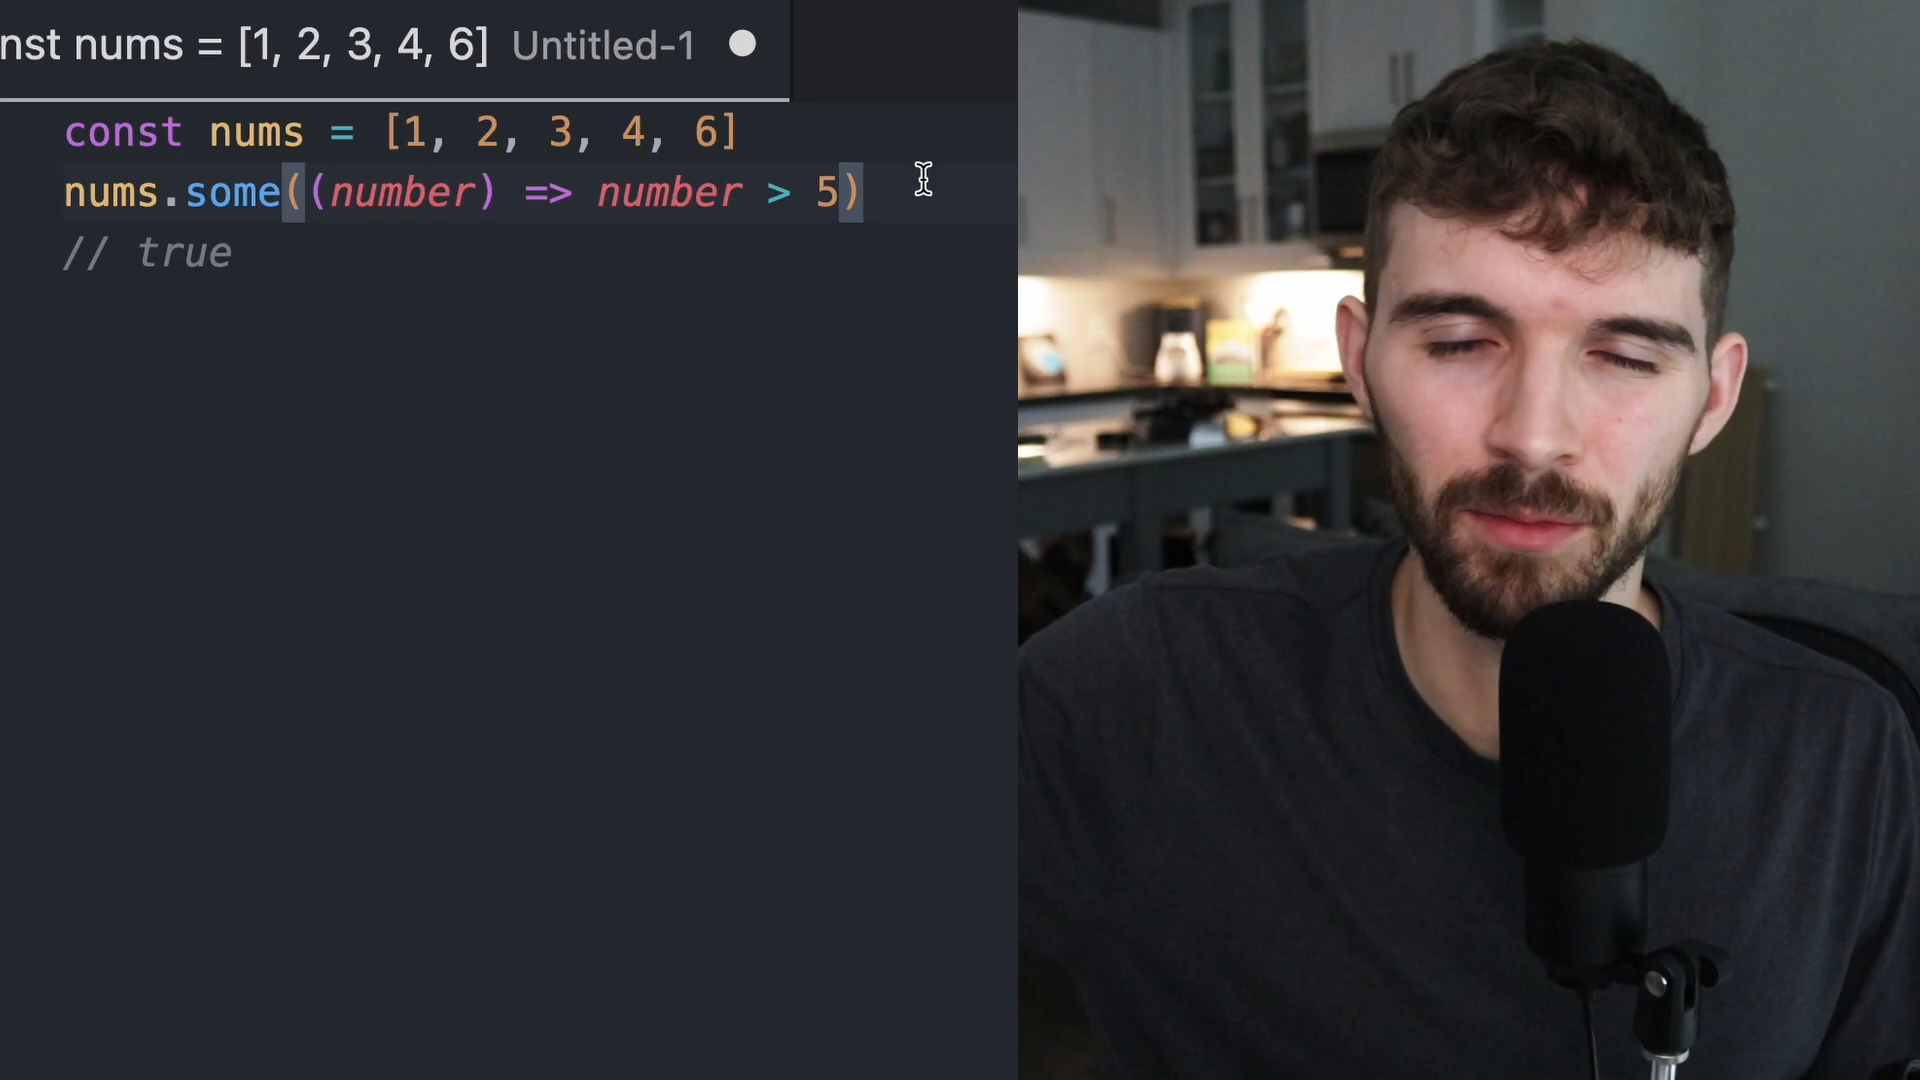 nst nums = [1, 2, 3, 4, 6] Untitled-1
const nums = [1, 2, 3, 4, 6]
nums.some((number) => number > 5)
// true